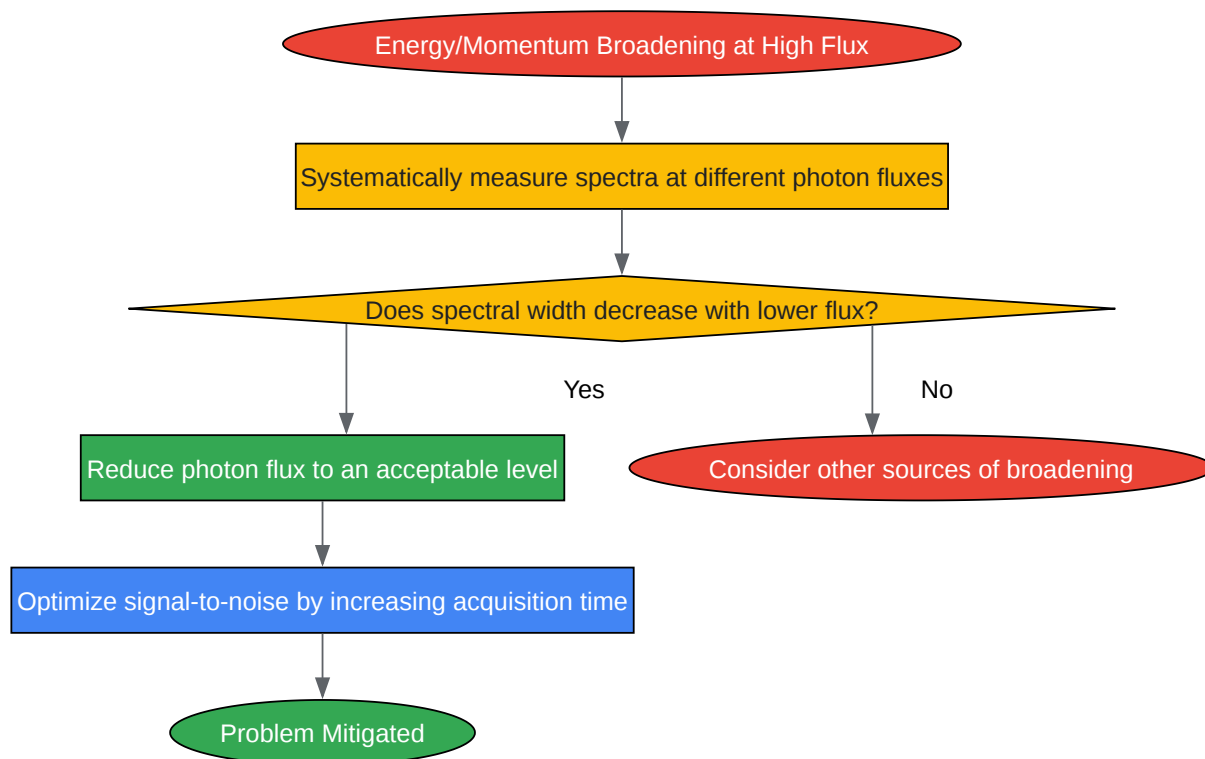 Energy/Momentum Broadening at High Flux
Systematically measure spectra at different photon fluxes
Does spectral width decrease with lower flux?
Yes
No
Reduce photon flux to an acceptable level
Consider other sources of broadening
Optimize signal-to-noise by increasing acquisition time
Problem Mitigated